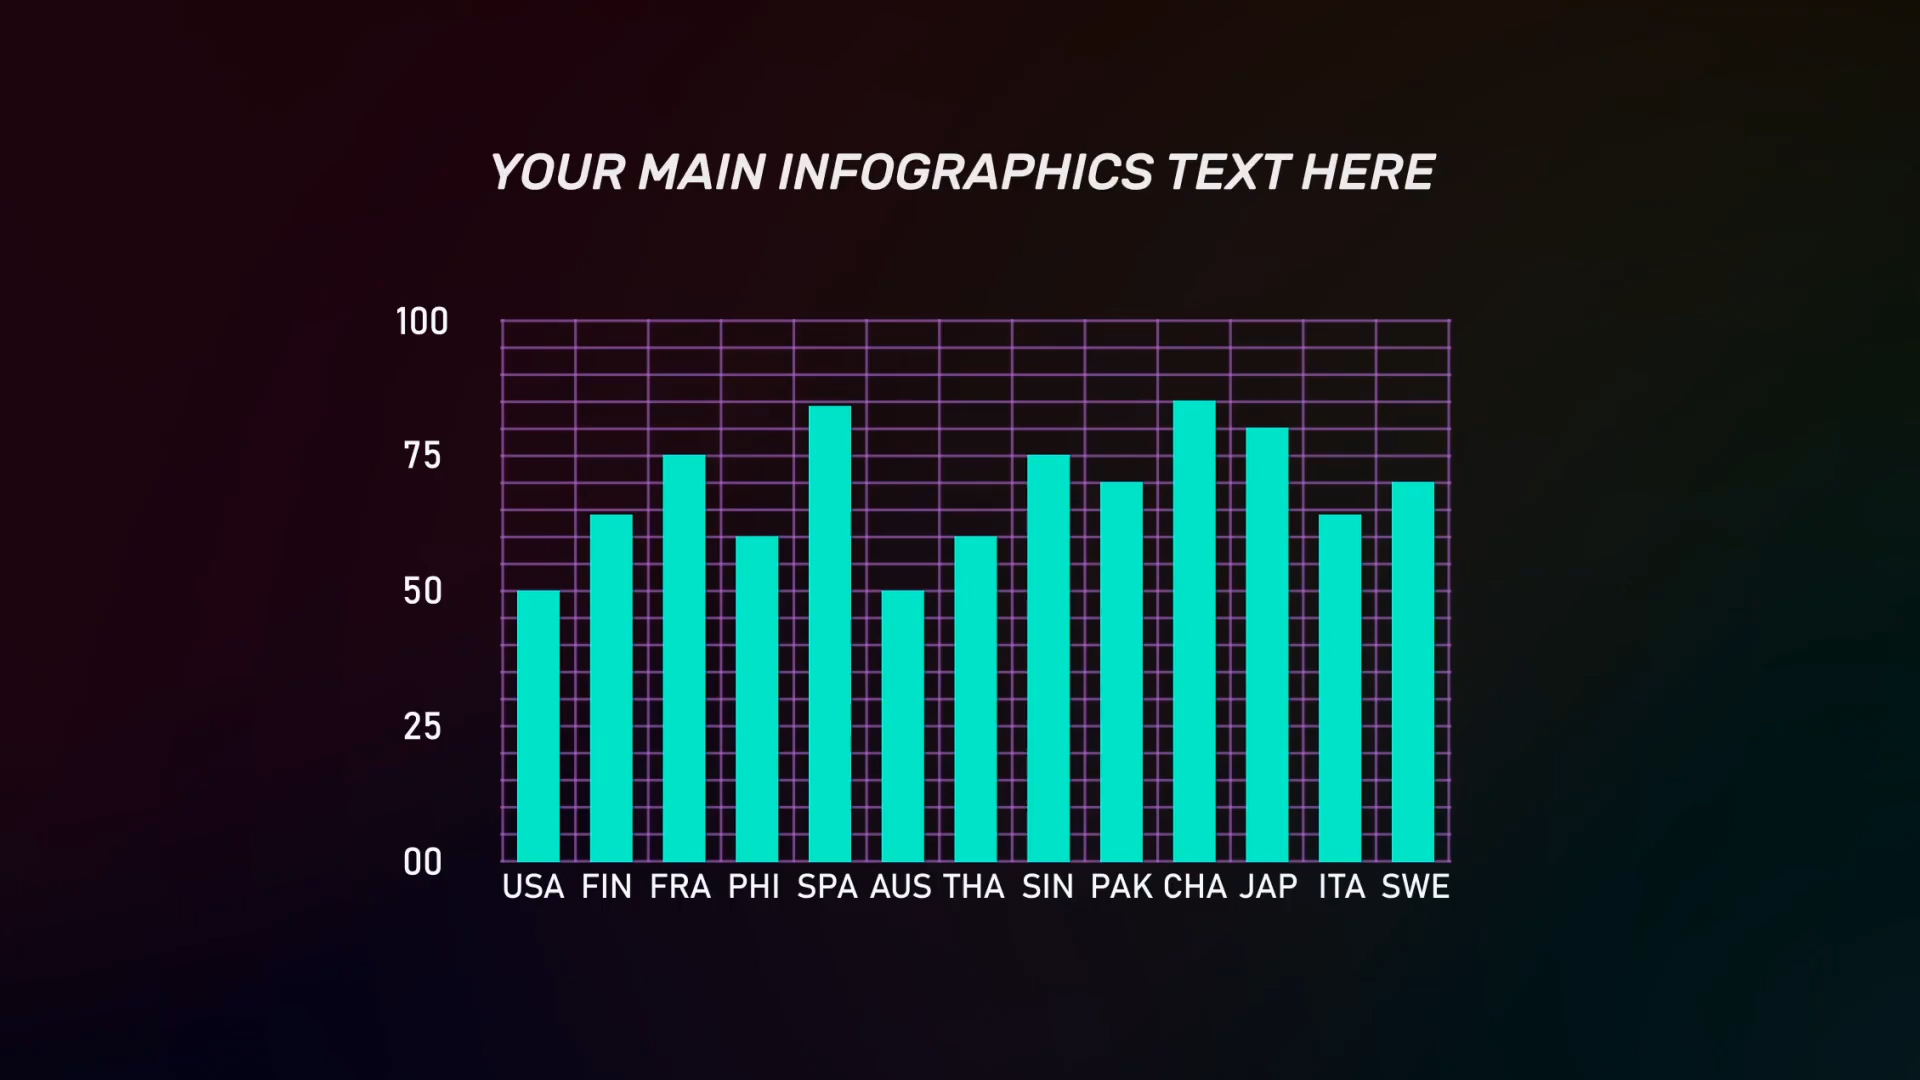 YOUR MAIN INFOGRAPHICS TEXT HERE
100
75
50
25
00
USA FIN FRA PHI SPA AUS THA SIN PAK CHA JAP ITA SWE